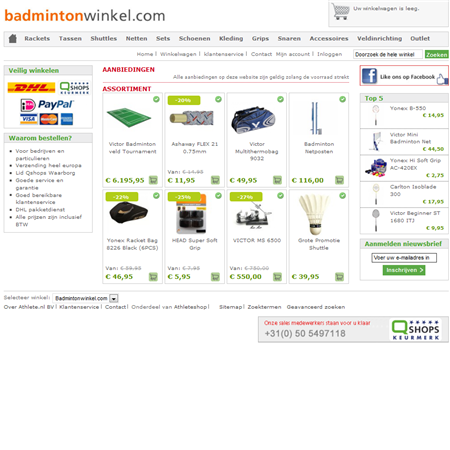 badmintonwinkel.com
Uw winkelwagen is leeg.
Rackets Tassen Shuttles Netten Sets Schoenen Kleding Grips Snaren Accessoires Veldinrichting Outlet
Home | Winkelwagen | klantenservice | Contact Mijn account | Inloggen
Doorzoek de hele winkel Zoeken
Veilig winkelen
DHL
PayPal
VISA
Waarom bestellen?
Voor bedrijven en
particulieren
Verzending heel europa
Lid Qshops Waarborg
Goede service en
garantie
Goed bereikbare
klantenservice
DHL pakketdienst
Alle prijzen zijn inclusief
BTW
AANBIEDINGEN
Alle aanbiedingen op deze website zijn geldig zolang de voorraad strekt
ASSORTIMENT
Victor Badminton
veld Tournament
€ 6.195,95
-20%
Ashaway FLEX 21
0.75mm
Van: € 14,95
€ 11,95
Victor
Multithermobag
9032
€ 49,95
Badminton
Netposten
€ 116,00
-22%
Yonex Racket Bag
8226 Black (6PCS)
€ 46,95
-25%
HEAD Super Soft
Grip
Van: € 7,95
€ 5,95
-27%
VICTOR MS 6500
Van: € 750,00
€ 550,00
Grote Promotie
Shuttle
€ 39,95
Like ons op Facebook
Top 5
Yonex B-550
€ 14,95
Victor Mini
Badminton Net
€ 44,50
Yonex Hi Soft Grip
AC-420EX
€ 2,75
Carlton Isoblade
300
€ 17,95
Victor Beginner ST
1680 ITJ
€ 9,95
Aanmelden nieuwsbrief
Voer uw e-mailadres in
Inschrijven
Selecteer winkel: Badmintonwinkel.com
Over Athlete.nl BV | Klantenservice | Contact | Onderdeel van Athleteshop | Sitemap | Zoektermen Geavanceerd zoeken
Onze sales medewerkers staan voor u klaar
+31(0) 50 5497118
QSHOPS
KEURMERK